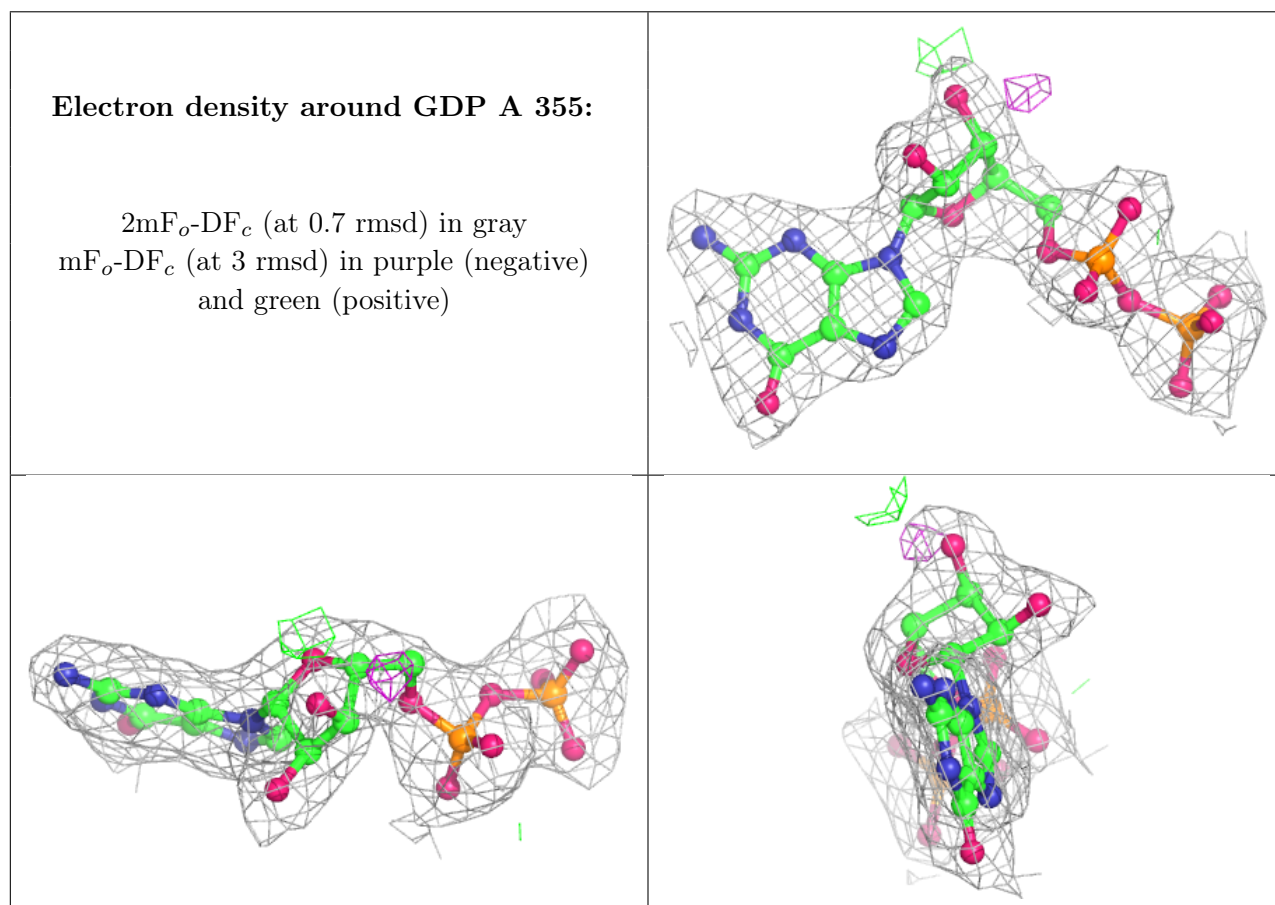 Electron density around GDP A 355:
2mFo-DFc (at 0.7 rmsd) in gray
mFo-DFc (at 3 rmsd) in purple (negative)
and green (positive)